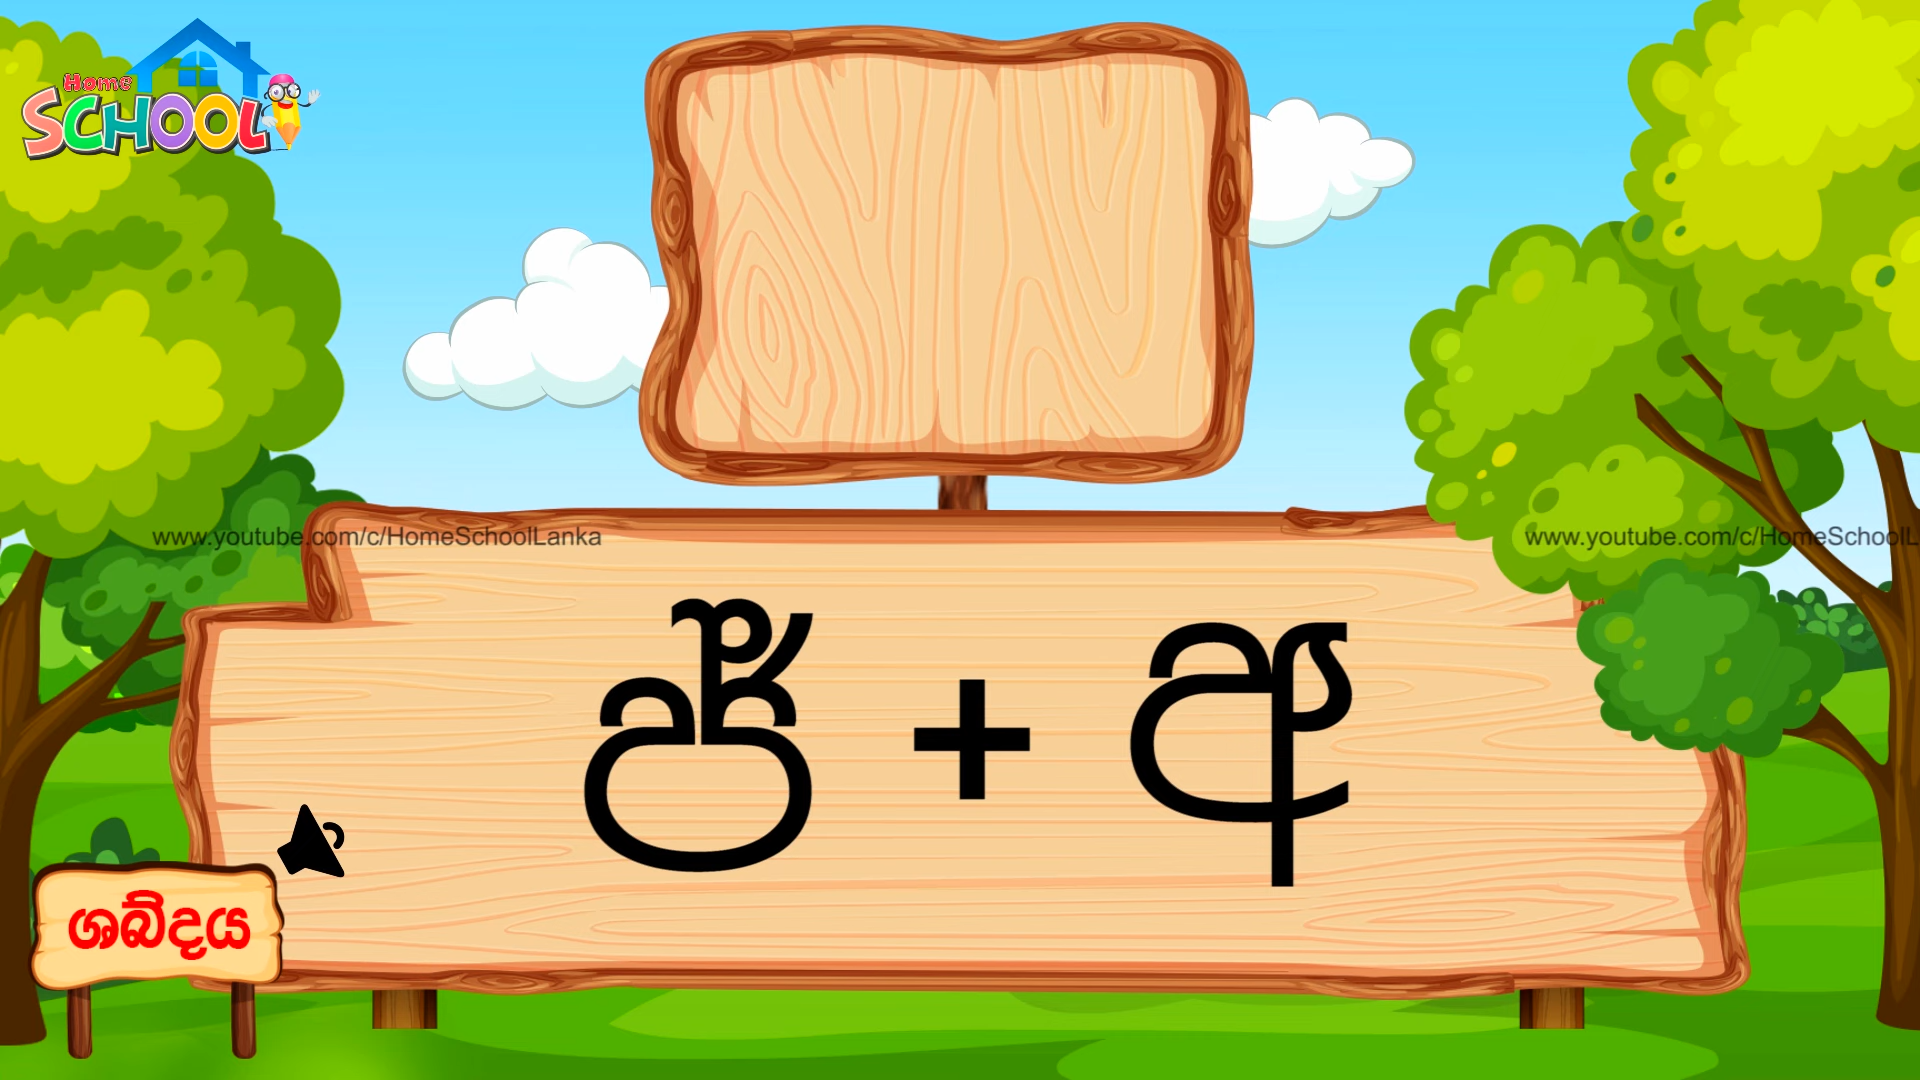 ජ් + අ
Home
SCHOOL
www.youtube.com/c/HomeSchoolLanka
www.youtube.com/c/HomeSchoolL
ශබ්දය